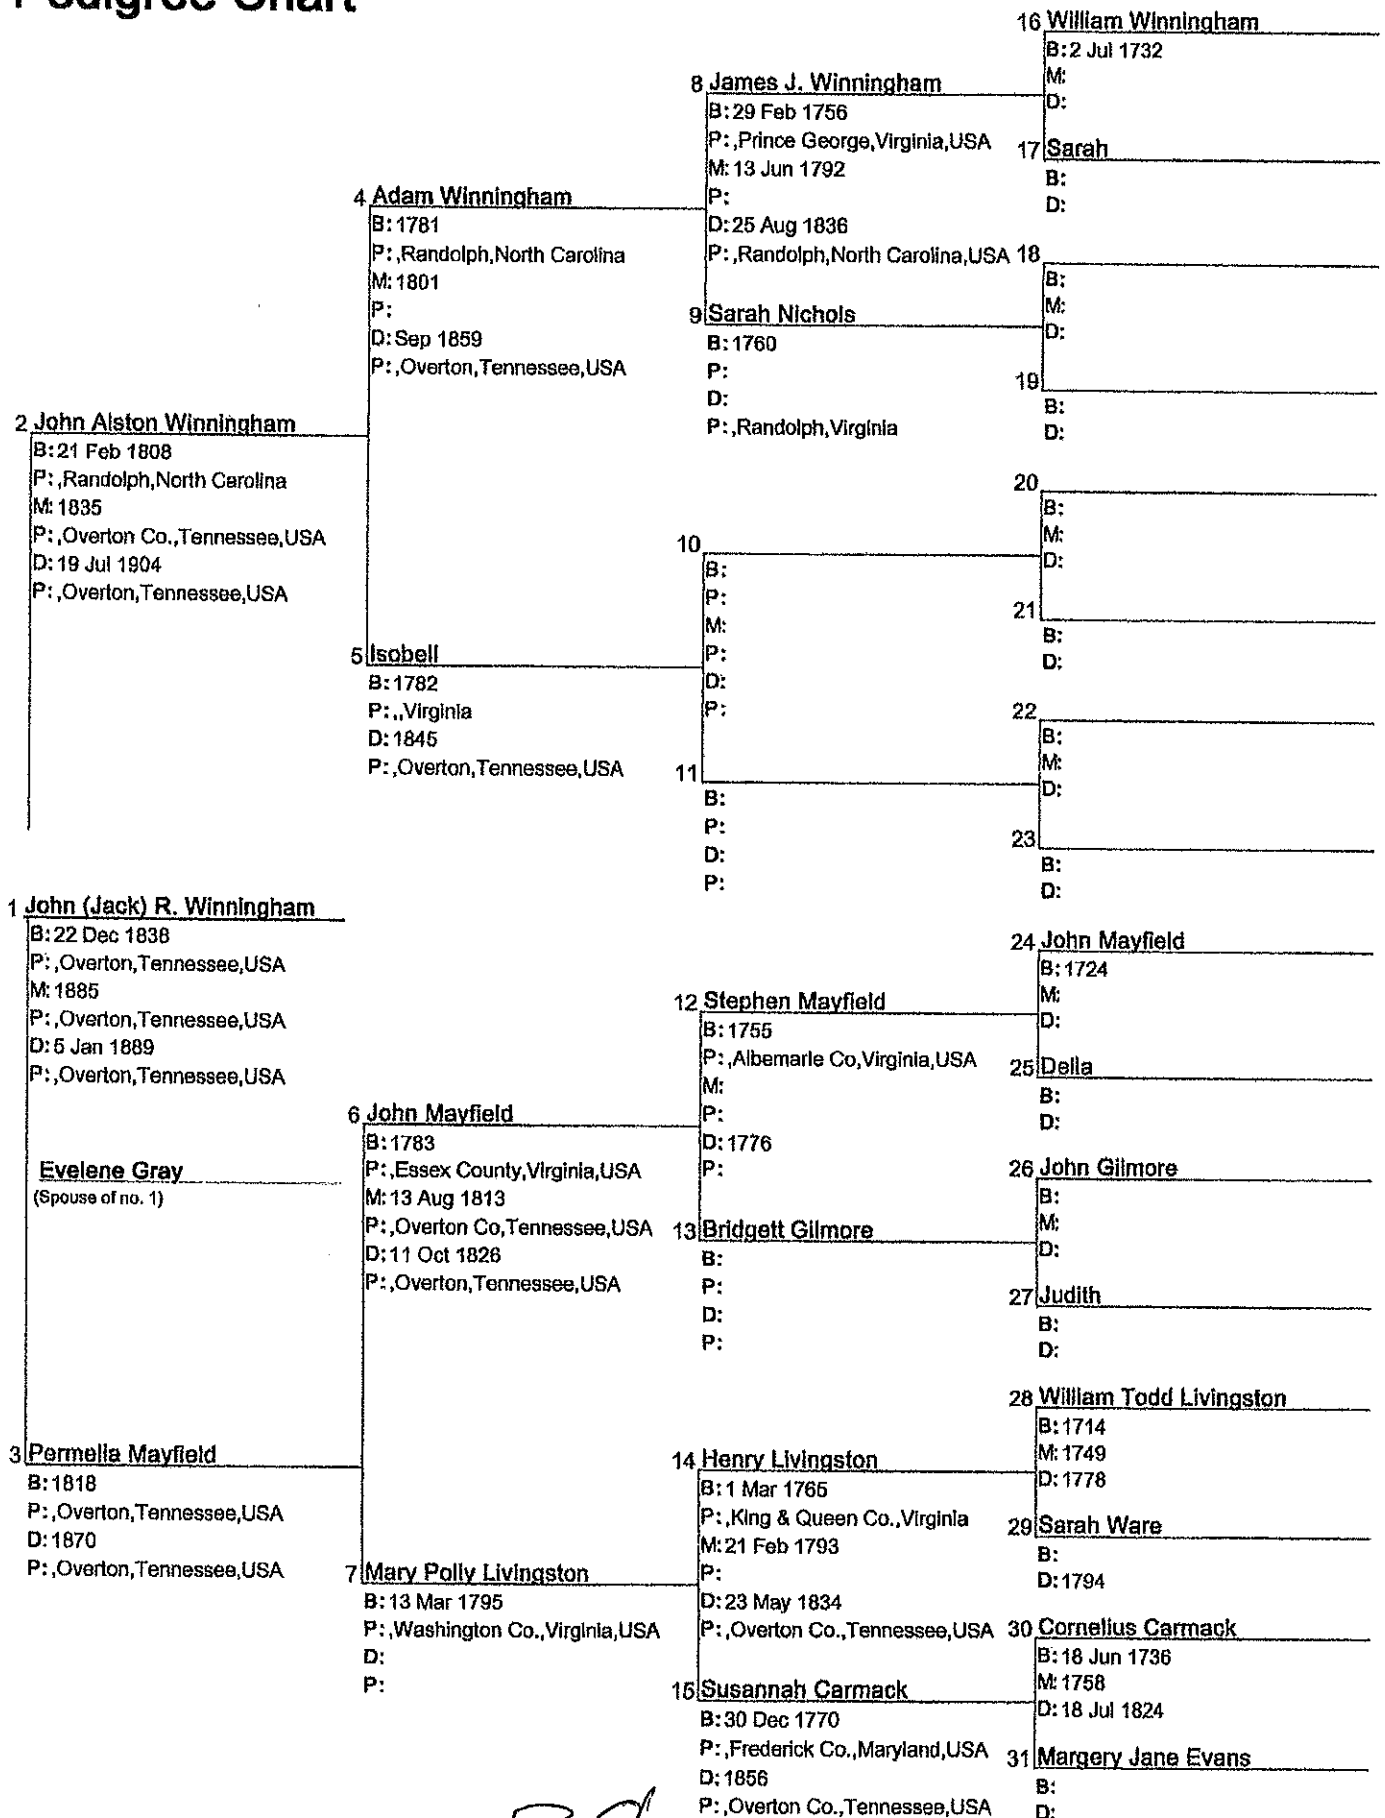 Pedigree Chart
16 William Winningham
B: 2 Jul 1732
M:
D:
8 James J. Winningham
B: 29 Feb 1756
P: ,Prince George,Virginia,USA
M: 13 Jun 1792
P:
D: 25 Aug 1836
P: ,Randolph,North Carolina,USA
17 Sarah
B:
D:
4 Adam Winningham
B: 1781
P: ,Randolph,North Carolina
M: 1801
P:
D: Sep 1859
P: ,Overton,Tennessee,USA
18
B:
M:
D:
9 Sarah Nichols
B: 1760
P:
D:
P: ,Randolph,Virginia
19
B:
D:
2 John Alston Winningham
B: 21 Feb 1808
P: ,Randolph,North Carolina
M: 1835
P: ,Overton Co.,Tennessee,USA
D: 19 Jul 1904
P: ,Overton,Tennessee,USA
20
B:
M:
D:
10
B:
P:
M:
P:
D:
P:
21
B:
D:
5 Isobell
B: 1782
P: ,,Virginia
D: 1845
P: ,Overton,Tennessee,USA
22
B:
M:
D:
11
B:
P:
D:
P:
23
B:
D:
1 John (Jack) R. Winningham
B: 22 Dec 1838
P: ,Overton,Tennessee,USA
M: 1885
P: ,Overton,Tennessee,USA
D: 5 Jan 1889
P: ,Overton,Tennessee,USA
24 John Mayfield
B: 1724
M:
D:
12 Stephen Mayfield
B: 1755
P: ,Albemarle Co,Virginia,USA
M:
P:
D: 1776
P:
25 Della
B:
D:
6 John Mayfield
B: 1783
P: ,Essex County,Virginia,USA
M: 13 Aug 1813
P: ,Overton Co,Tennessee,USA
D: 11 Oct 1826
P: ,Overton,Tennessee,USA
Evelene Gray
(Spouse of no. 1)
26 John Gilmore
B:
M:
D:
13 Bridgett Gilmore
B:
P:
D:
P:
27 Judith
B:
D:
28 William Todd Livingston
B: 1714
M: 1749
D: 1778
3 Permelia Mayfield
B: 1818
P: ,Overton,Tennessee,USA
D: 1870
P: ,Overton,Tennessee,USA
14 Henry Livingston
B: 1 Mar 1765
P: ,King & Queen Co.,Virginia
M: 21 Feb 1793
P:
D: 23 May 1834
P: ,Overton Co.,Tennessee,USA
29 Sarah Ware
B:
D: 1794
7 Mary Polly Livingston
B: 13 Mar 1795
P: ,Washington Co.,Virginia,USA
D:
P:
30 Cornelius Carmack
B: 18 Jun 1736
M: 1758
D: 18 Jul 1824
15 Susannah Carmack
B: 30 Dec 1770
P: ,Frederick Co.,Maryland,USA
D: 1856
P: ,Overton Co.,Tennessee,USA
31 Margery Jane Evans
B:
D: